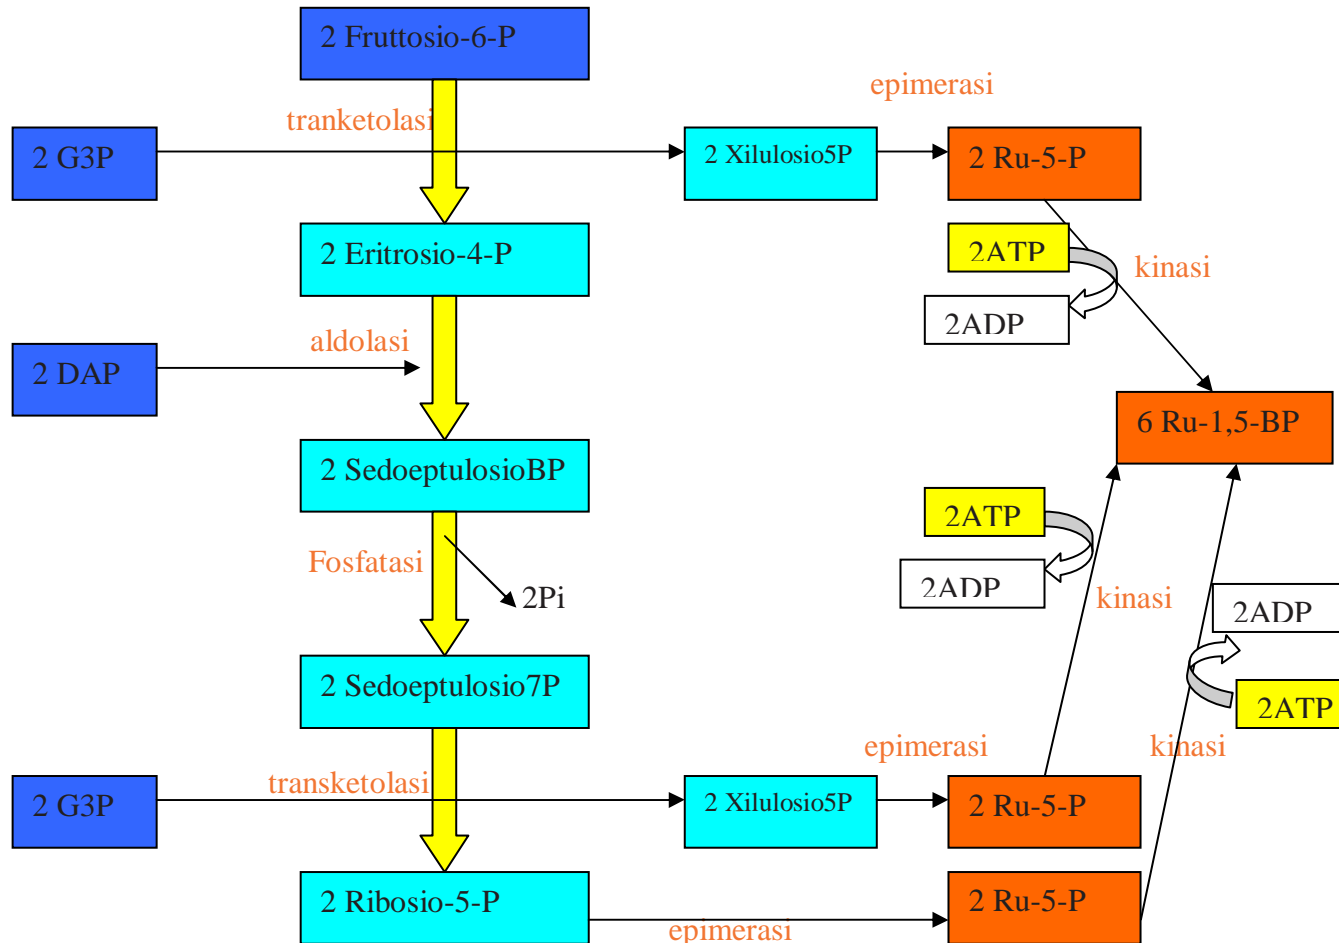 2 Fruttosio-6-P
epimerasi
tranketolasi
2 G3P
2 Xilulosio5P
2 Ru-5-P
2 Eritrosio-4-P
2ATP
kinasi
2ADP
aldolasi
2 DAP
6 Ru-1,5-BP
2 SedoeptulosioBP
2ATP
Fosfatasi
2Pi
2ADP
kinasi
2ADP
2 Sedoeptulosio7P
2ATP
epimerasi
kinasi
transketolasi
2 G3P
2 Xilulosio5P
2 Ru-5-P
2 Ribosio-5-P
2 Ru-5-P
epimerasi